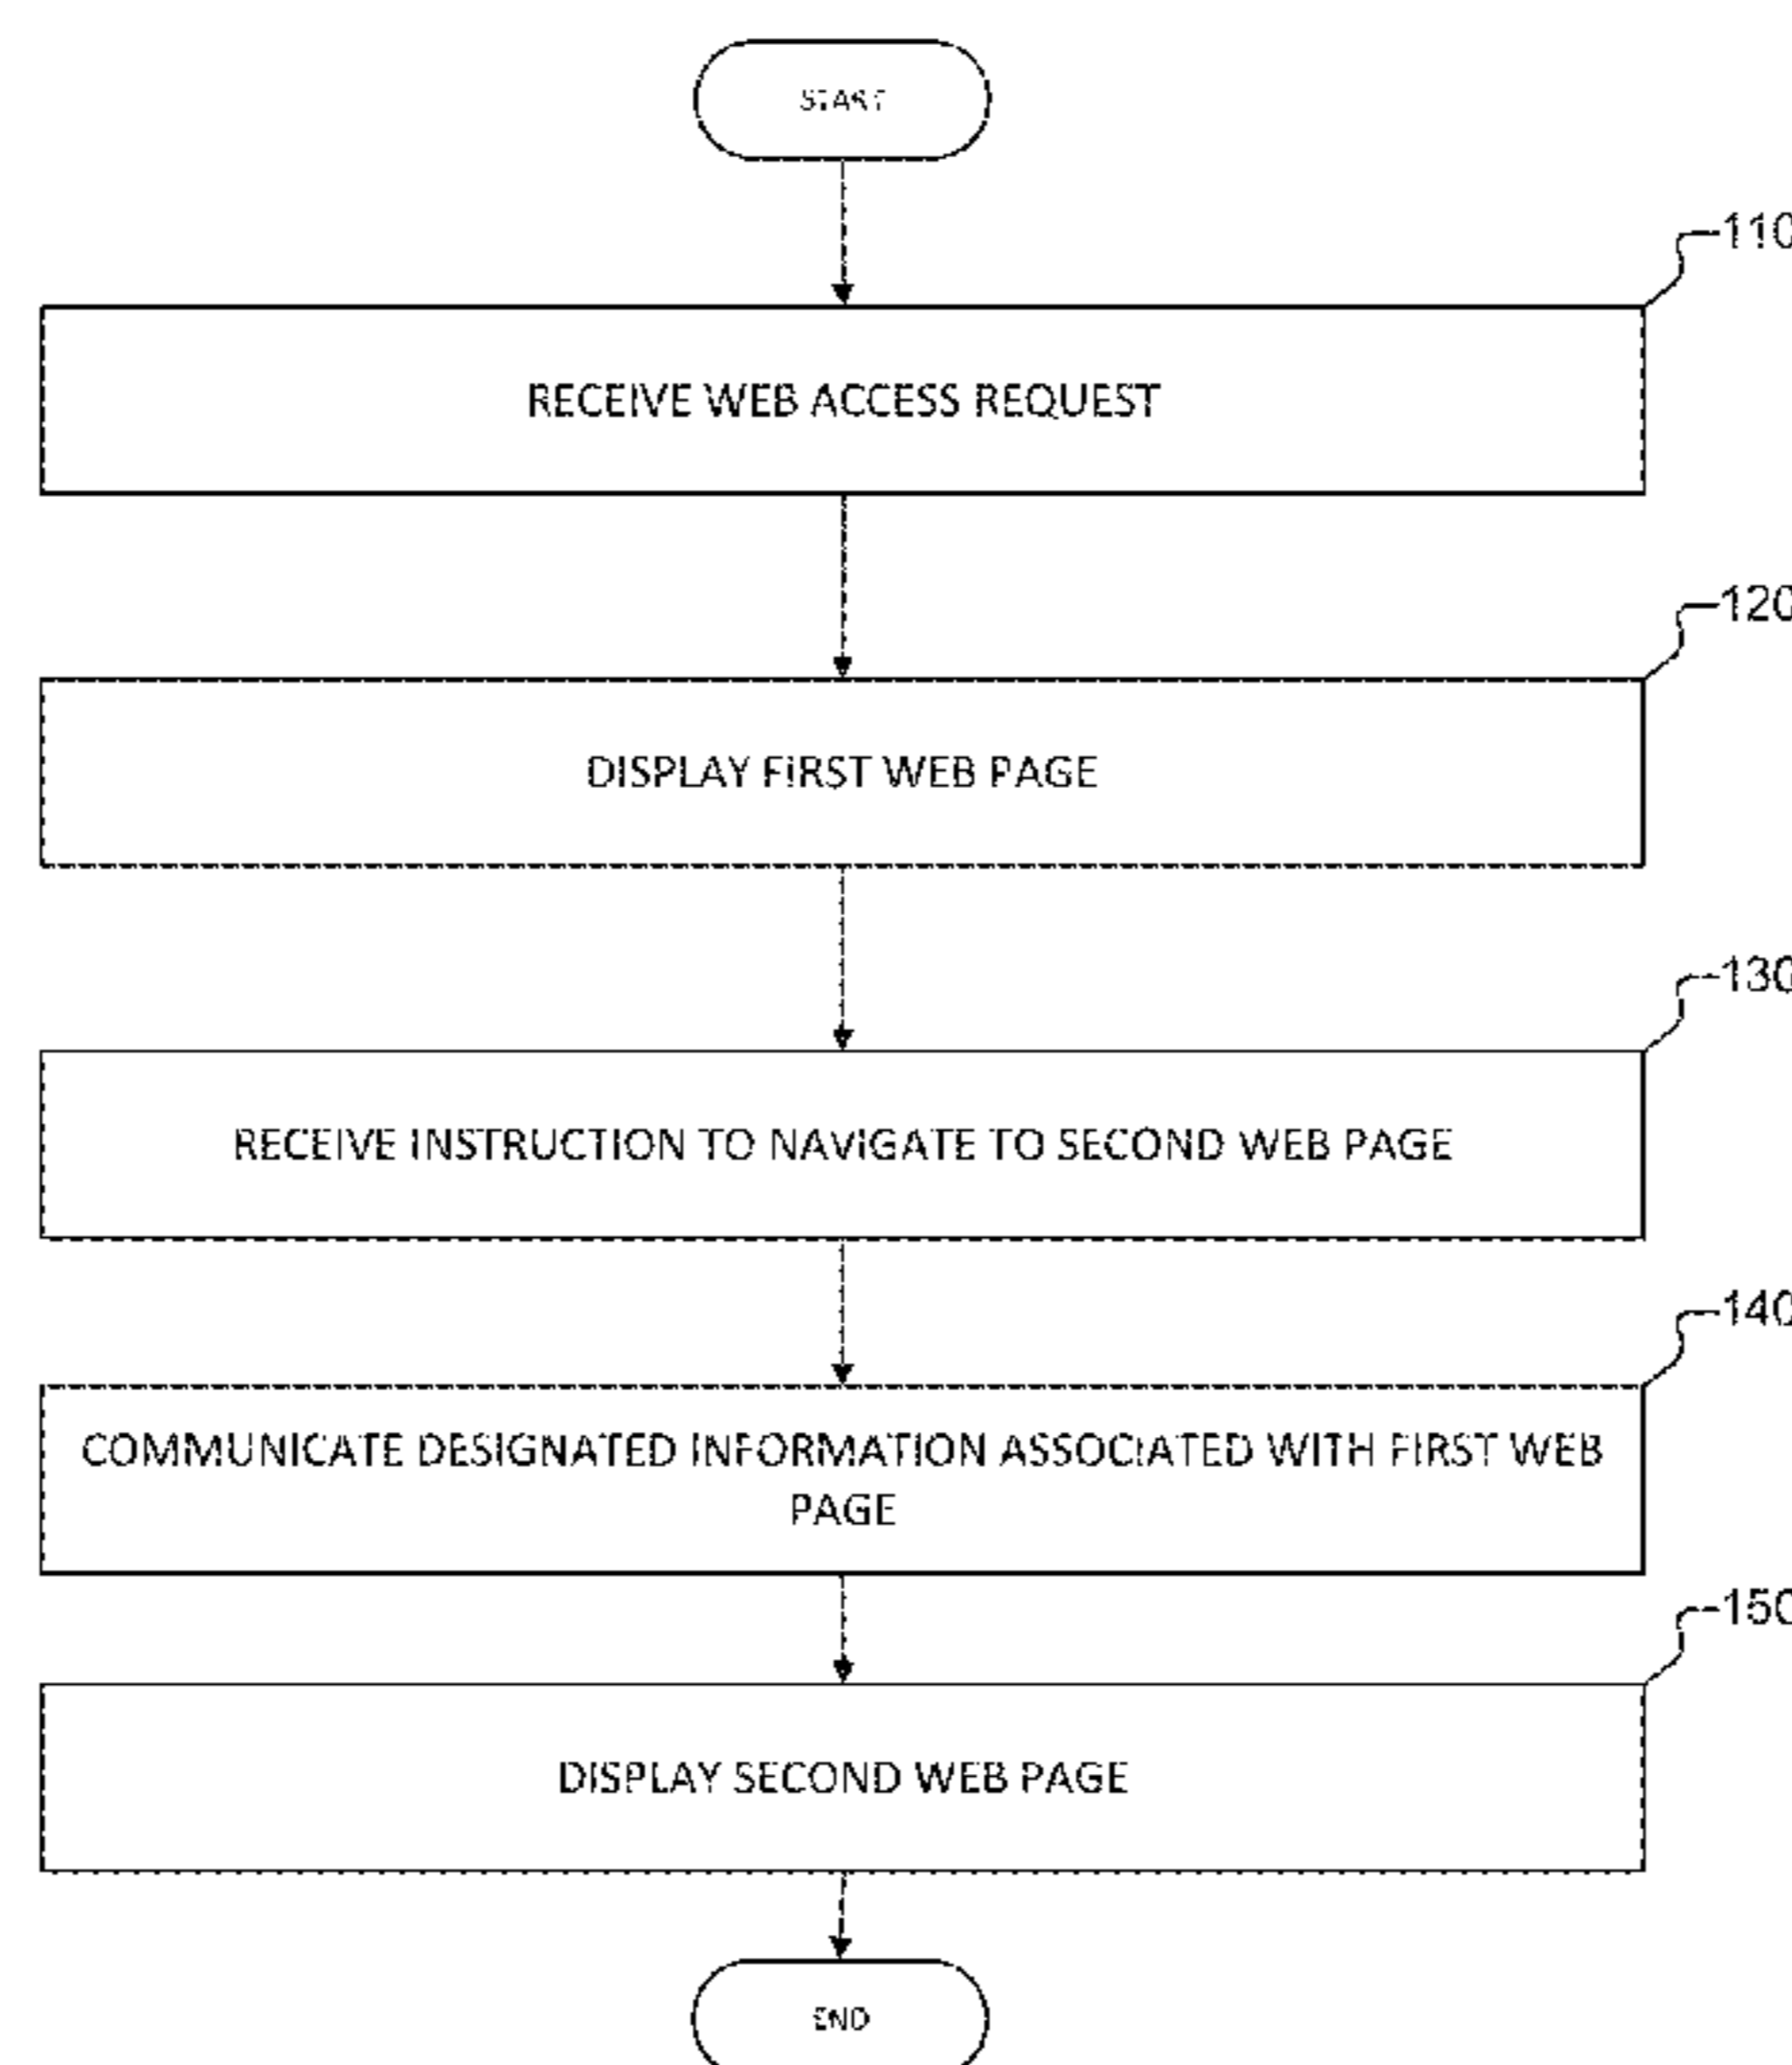 START
110
RECEIVE WEB ACCESS REQUEST
120
DISPLAY FIRST WEB PAGE
130
RECEIVE INSTRUCTION TO NAVIGATE TO SECOND WEB PAGE
140
COMMUNICATE DESIGNATED INFORMATION ASSOCIATED WITH FIRST WEB
PAGE
150
DISPLAY SECOND WEB PAGE
END